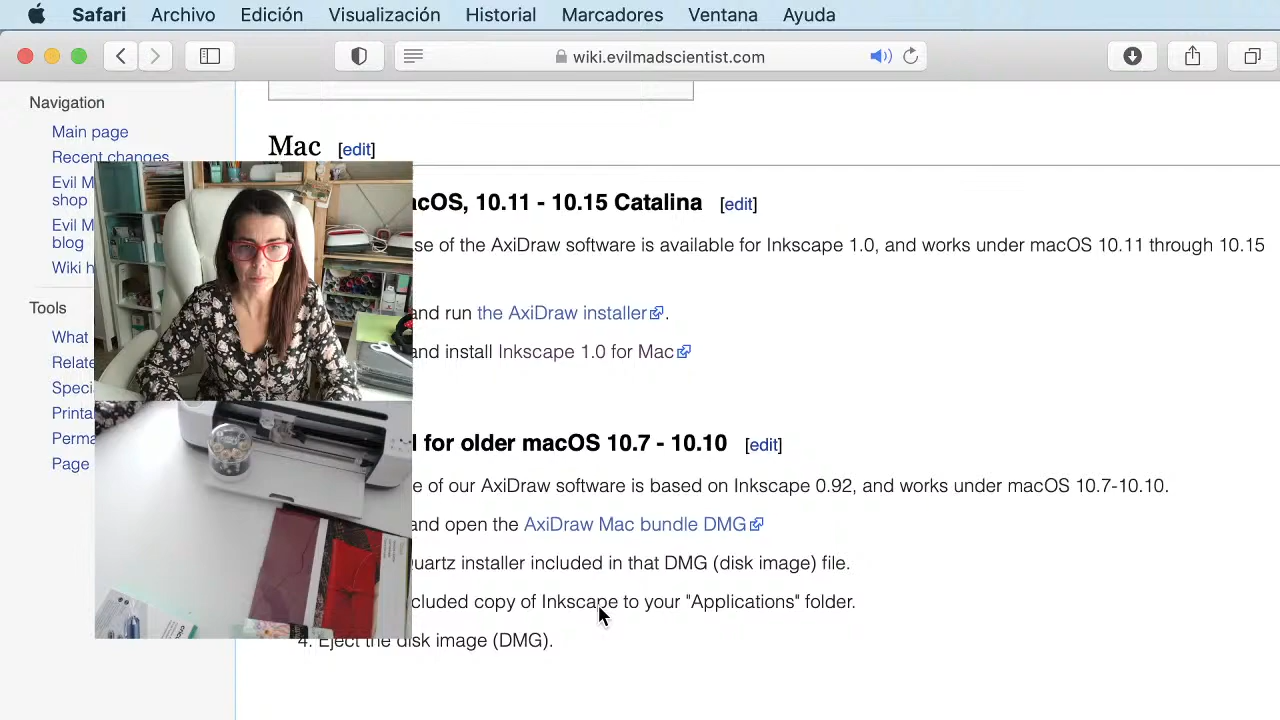 Safari Archivo Edición Visualización Historial Marcadores Ventana Ayuda
wiki.evilmadscientist.com
Navigation
Main page
Recent changes
Evil M
shop
Evil M
blog
Wiki h
Tools
What
Relate
Speci
Printa
Perma
Page
Mac [edit]
acOS, 10.11 - 10.15 Catalina [edit]
se of the AxiDraw software is available for Inkscape 1.0, and works under macOS 10.11 through 10.15
and run the AxiDraw installer.
and install Inkscape 1.0 for Mac
l for older macOS 10.7 - 10.10 [edit]
e of our AxiDraw software is based on Inkscape 0.92, and works under macOS 10.7-10.10.
and open the AxiDraw Mac bundle DMG
uartz installer included in that DMG (disk image) file.
cluded copy of Inkscape to your "Applications" folder.
4. Eject the disk image (DMG).